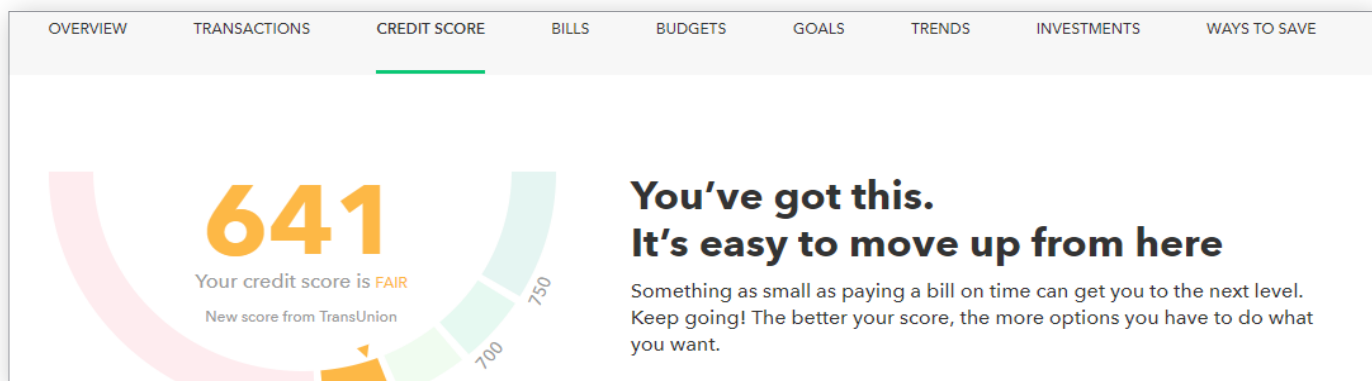 OVERVIEW TRANSACTIONS CREDIT SCORE BILLS BUDGETS GOALS TRENDS INVESTMENTS WAYS TO SAVE
641
Your credit score is FAIR
New score from TransUnion
700
750
You’ve got this.
It’s easy to move up from here
Something as small as paying a bill on time can get you to the next level.
Keep going! The better your score, the more options you have to do what
you want.